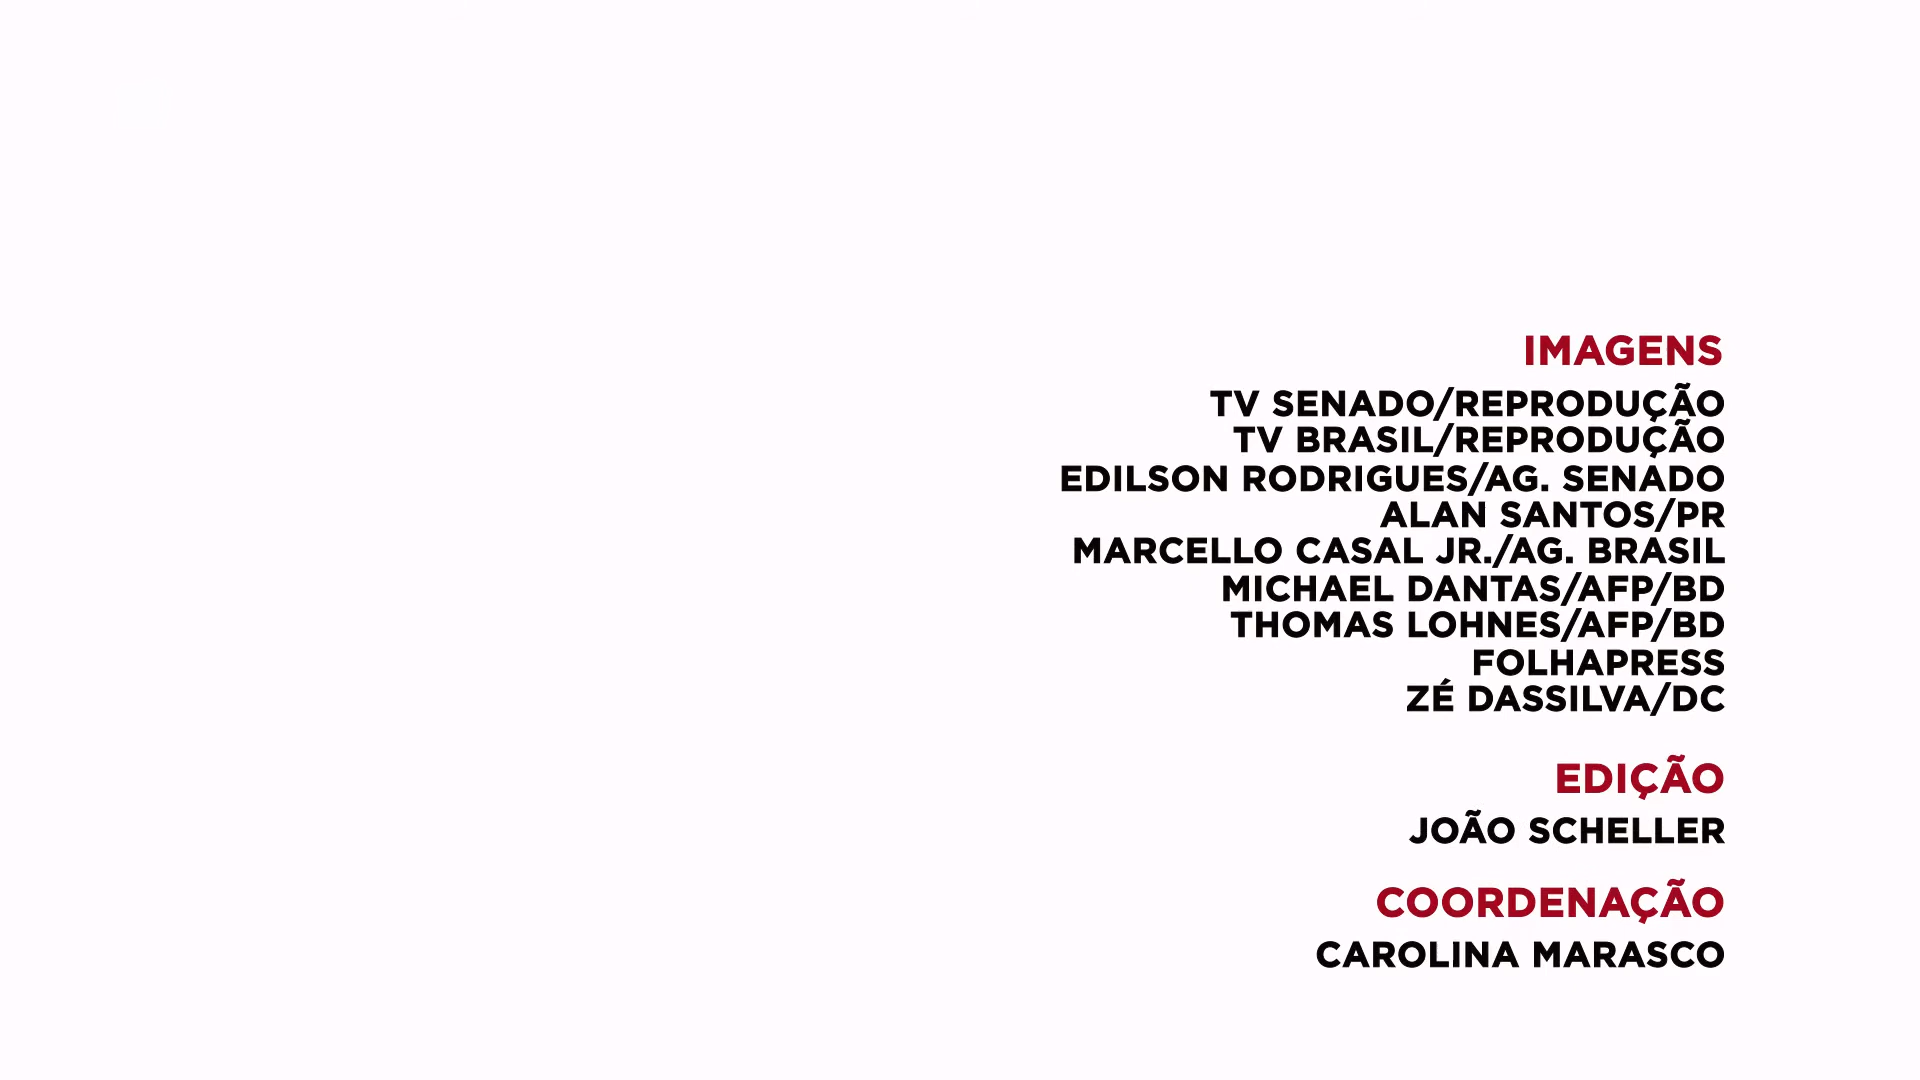 IMAGENS
TV SENADO/REPRODUÇÃO
TV BRASIL/REPRODUÇÃO
EDILSON RODRIGUES/AG. SENADO
ALAN SANTOS/PR
MARCELLO CASAL JR./AG. BRASIL
MICHAEL DANTAS/AFP/BD
THOMAS LOHNES/AFP/BD
FOLHAPRESS
ZÉ DASSILVA/DC
EDIÇÃO
JOÃO SCHELLER
COORDENAÇÃO
CAROLINA MARASCO